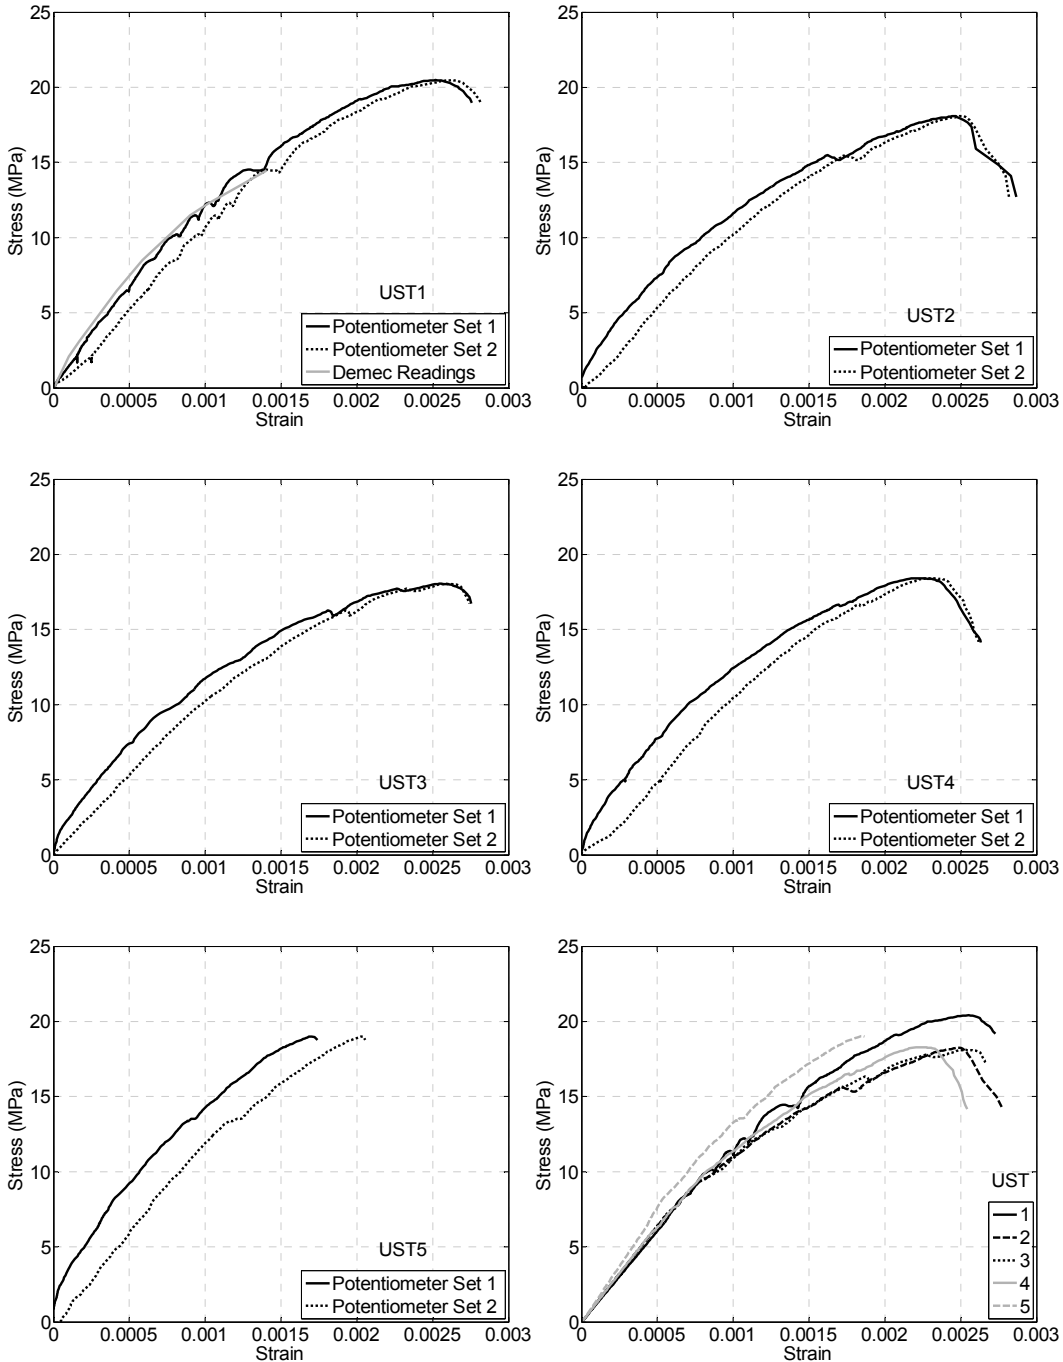 25
20
15
10
5
0
Stress (MPa)
UST1
Potentiometer Set 1
Potentiometer Set 2
Demec Readings
0 0.0005 0.001 0.0015 0.002 0.0025 0.003
Strain
25
20
15
10
5
0
Stress (MPa)
UST2
Potentiometer Set 1
Potentiometer Set 2
0 0.0005 0.001 0.0015 0.002 0.0025 0.003
Strain
25
20
15
10
5
0
Stress (MPa)
UST3
Potentiometer Set 1
Potentiometer Set 2
0 0.0005 0.001 0.0015 0.002 0.0025 0.003
Strain
25
20
15
10
5
0
Stress (MPa)
UST4
Potentiometer Set 1
Potentiometer Set 2
0 0.0005 0.001 0.0015 0.002 0.0025 0.003
Strain
25
20
15
10
5
0
Stress (MPa)
UST5
Potentiometer Set 1
Potentiometer Set 2
0 0.0005 0.001 0.0015 0.002 0.0025 0.003
Strain
25
20
15
10
5
0
Stress (MPa)
UST
1
2
3
4
5
0 0.0005 0.001 0.0015 0.002 0.0025 0.003
Strain